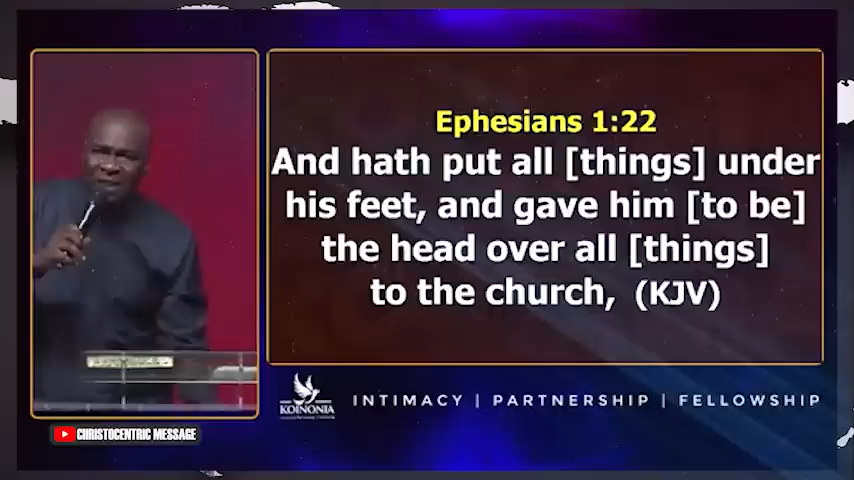 Ephesians 1:22
And hath put all [things] under
his feet, and gave him [to be]
the head over all [things]
to the church, (KJV)
KOINONIA
INTIMACY | PARTNERSHIP | FELLOWSHIP
CHRISTOCENTRIC MESSAGE